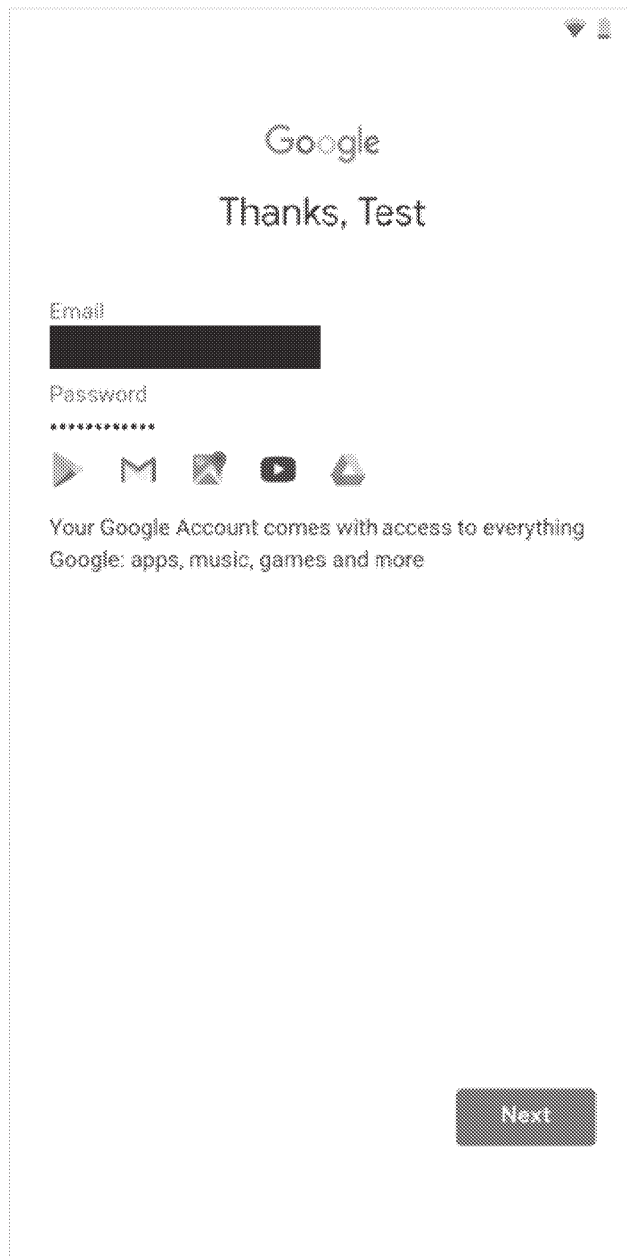 Google
Thanks, Test
Email
Password
••••••••••••
Your Google Account comes with access to everything
Google: apps, music, games and more
Next